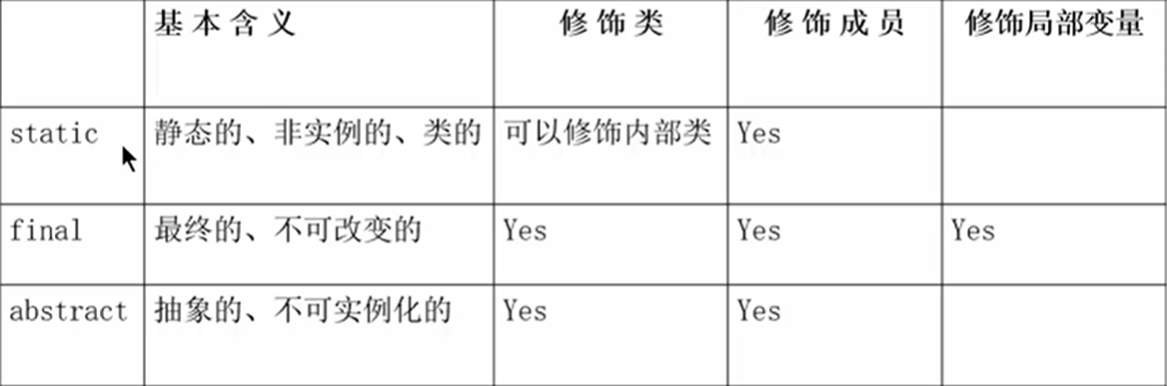 基本含义 修饰类 修饰成员 修饰局部变量
static 静态的、非实例的、类的 可以修饰内部类 Yes
final 最终的、不可改变的 Yes Yes Yes
abstract 抽象的、不可实例化的 Yes Yes